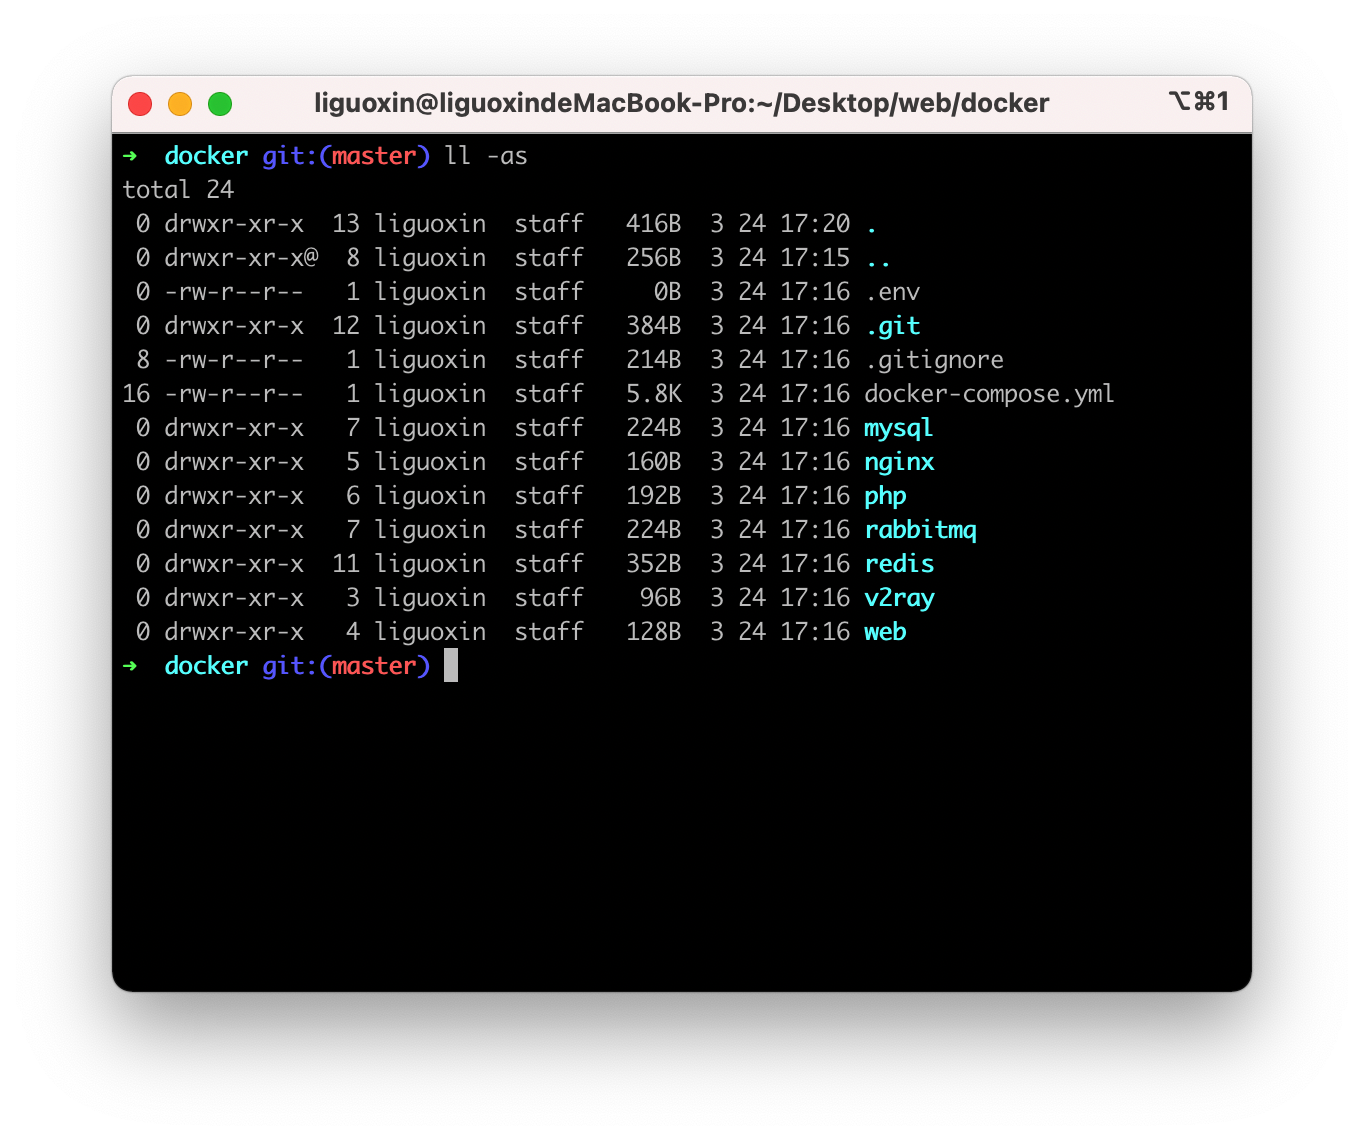 liguoxin@liguoxindeMacBook-Pro:~/Desktop/web/docker ⌥⌘1
➜  docker git:(master) ll -as
total 24
 0 drwxr-xr-x  13 liguoxin  staff   416B  3 24 17:20 .
 0 drwxr-xr-x@  8 liguoxin  staff   256B  3 24 17:15 ..
 0 -rw-r--r--   1 liguoxin  staff     0B  3 24 17:16 .env
 0 drwxr-xr-x  12 liguoxin  staff   384B  3 24 17:16 .git
 8 -rw-r--r--   1 liguoxin  staff   214B  3 24 17:16 .gitignore
16 -rw-r--r--   1 liguoxin  staff   5.8K  3 24 17:16 docker-compose.yml
 0 drwxr-xr-x   7 liguoxin  staff   224B  3 24 17:16 mysql
 0 drwxr-xr-x   5 liguoxin  staff   160B  3 24 17:16 nginx
 0 drwxr-xr-x   6 liguoxin  staff   192B  3 24 17:16 php
 0 drwxr-xr-x   7 liguoxin  staff   224B  3 24 17:16 rabbitmq
 0 drwxr-xr-x  11 liguoxin  staff   352B  3 24 17:16 redis
 0 drwxr-xr-x   3 liguoxin  staff    96B  3 24 17:16 v2ray
 0 drwxr-xr-x   4 liguoxin  staff   128B  3 24 17:16 web
➜  docker git:(master)